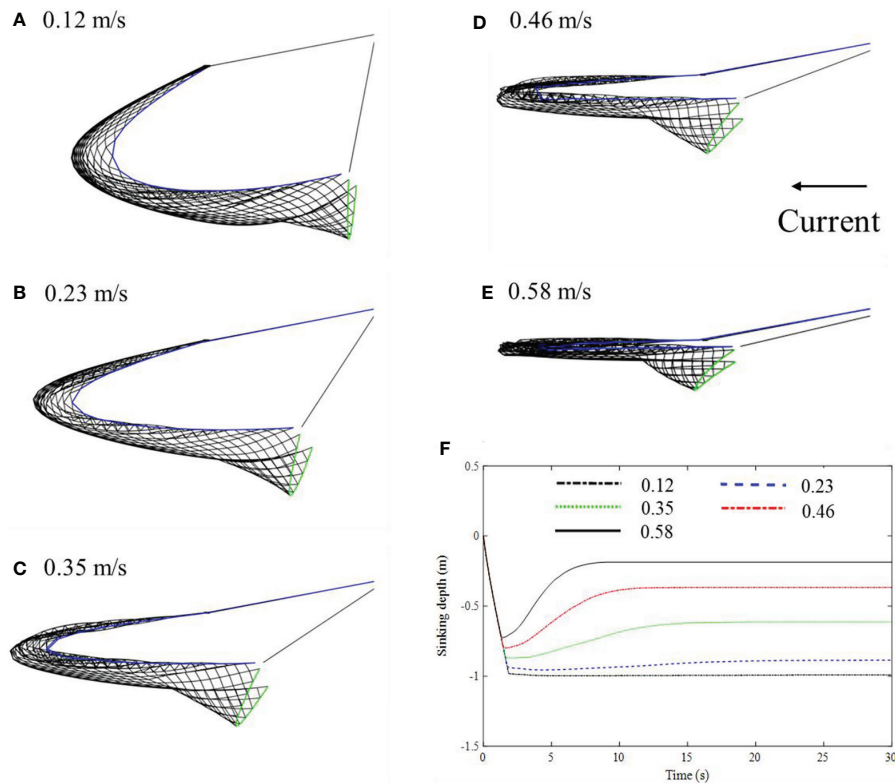 A 0.12 m/s
B 0.23 m/s
C 0.35 m/s
D 0.46 m/s
Current
E 0.58 m/s
F
0.5
0
-0.5
-1
-1.5
Sinking depth (m)
0.12
0.23
0.35
0.46
0.58
0 5 10 15 20 25 30
Time (s)